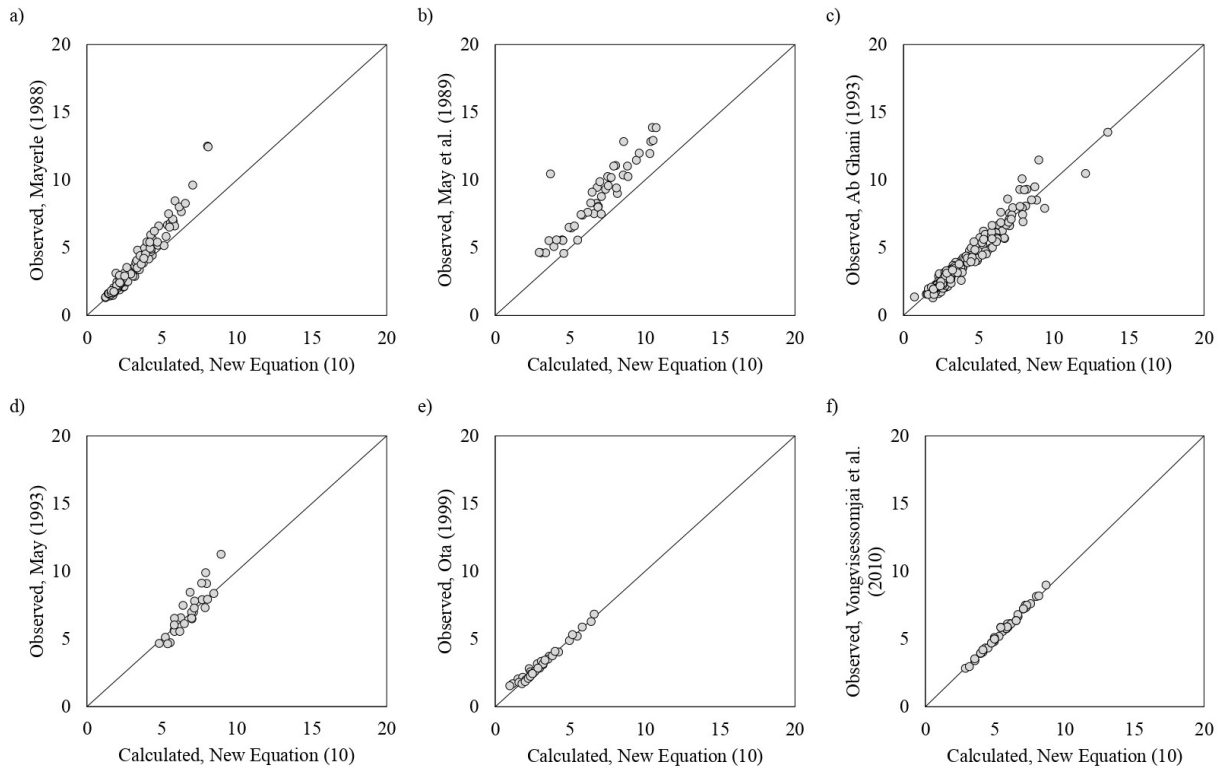 a)
20
15
10
5
0
Observed, Mayerle (1988)
0 5 10 15 20
Calculated, New Equation (10)
b)
20
15
10
5
0
Observed, May et al. (1989)
0 5 10 15 20
Calculated, New Equation (10)
c)
20
15
10
5
0
Observed, Ab Ghani (1993)
0 5 10 15 20
Calculated, New Equation (10)
d)
20
15
10
5
0
Observed, May (1993)
0 5 10 15 20
Calculated, New Equation (10)
e)
20
15
10
5
0
Observed, Ota (1999)
0 5 10 15 20
Calculated, New Equation (10)
f)
20
15
10
5
0
Observed, Vongvisessomjai et al.
(2010)
0 5 10 15 20
Calculated, New Equation (10)